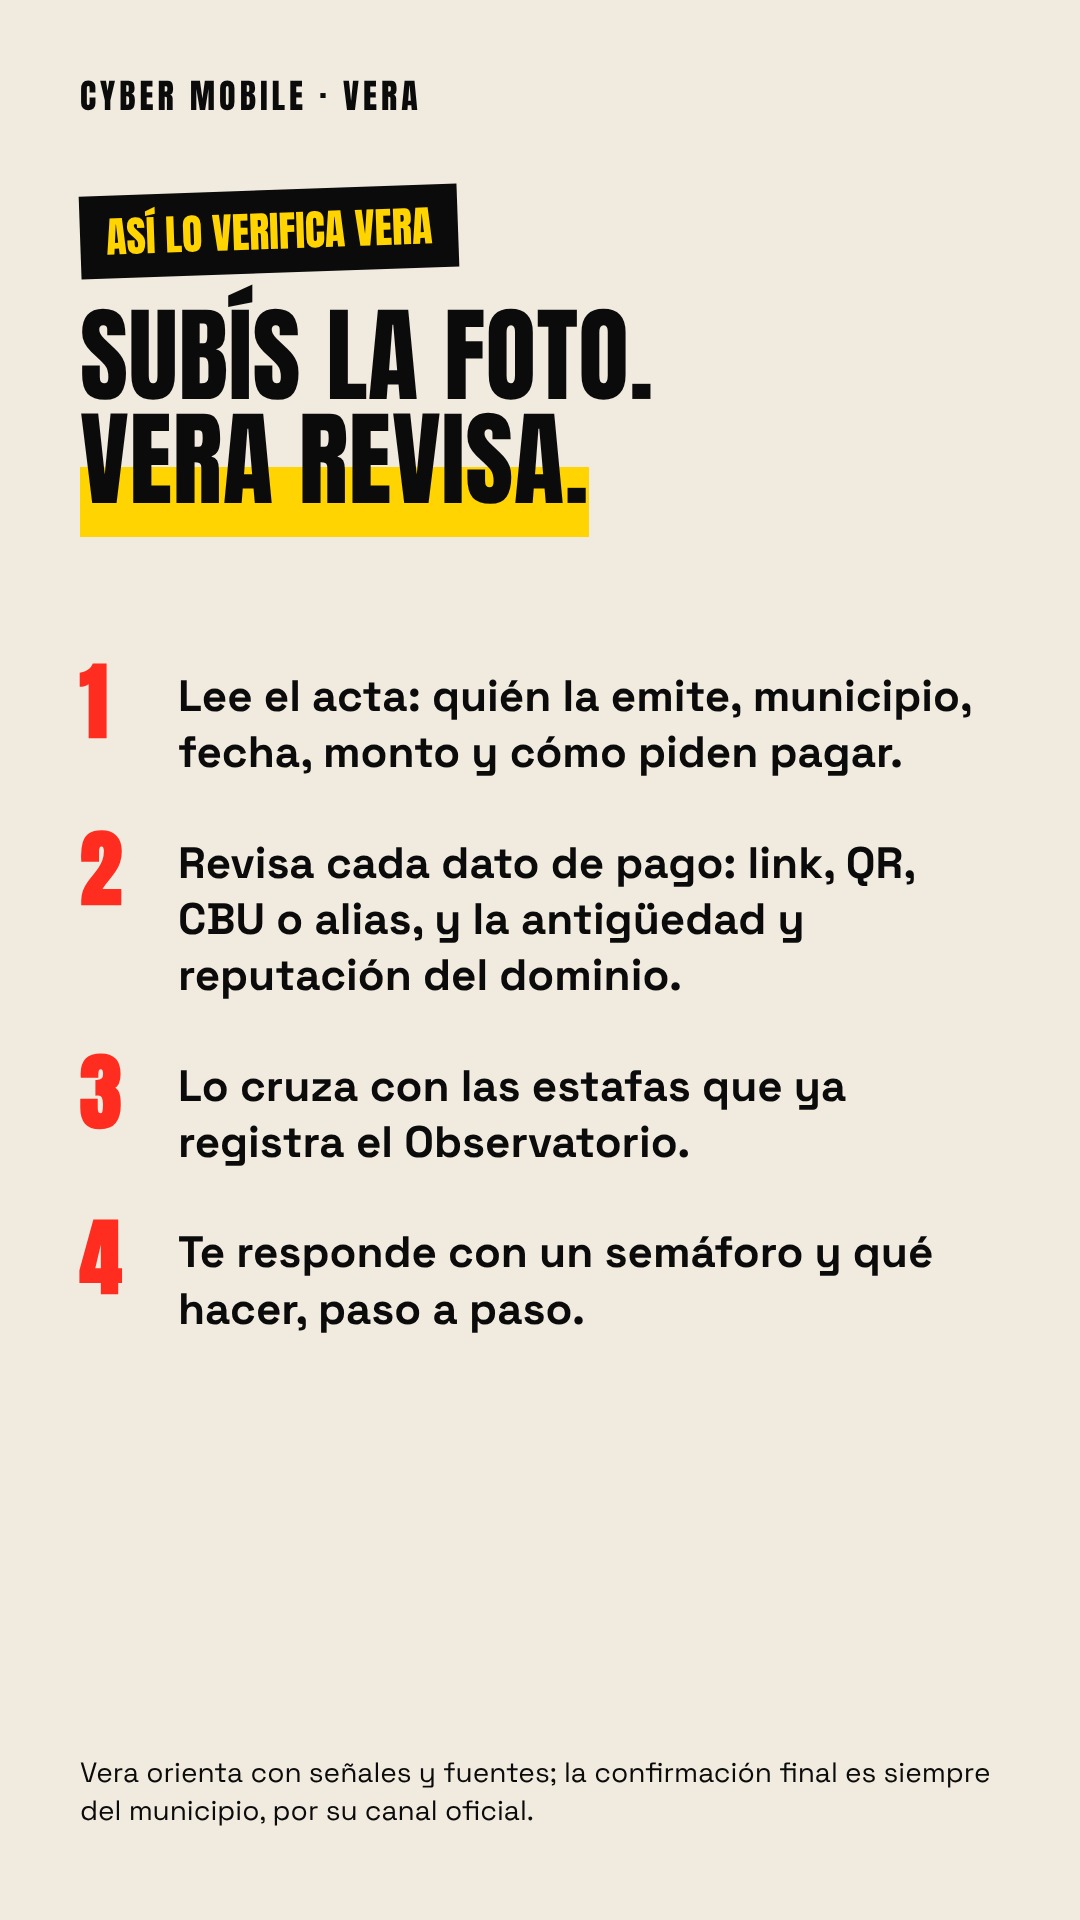 CYBER MOBILE · VERA
ASÍ LO VERIFICA VERA
SUBÍS LA FOTO.
VERA REVISA.
1 Lee el acta: quién la emite, municipio,
fecha, monto y cómo piden pagar.
2 Revisa cada dato de pago: link, QR,
CBU o alias, y la antigüedad y
reputación del dominio.
3 Lo cruza con las estafas que ya
registra el Observatorio.
4 Te responde con un semáforo y qué
hacer, paso a paso.
Vera orienta con señales y fuentes; la confirmación final es siempre
del municipio, por su canal oficial.